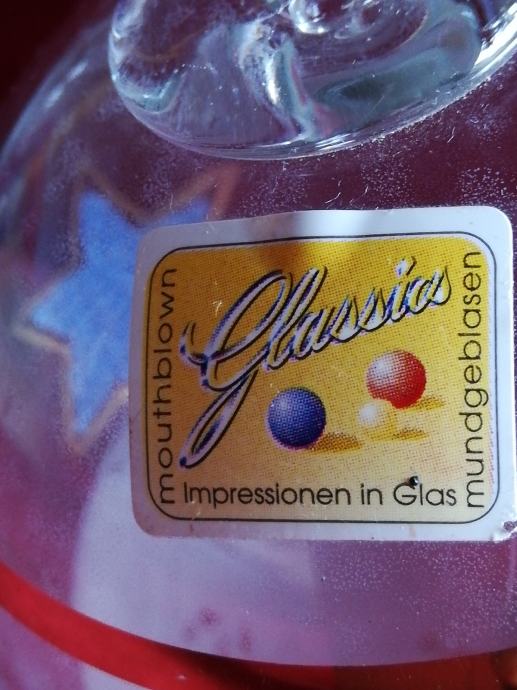 mouthblown
Glassics
mundgeblasen
Impressionen in Glas